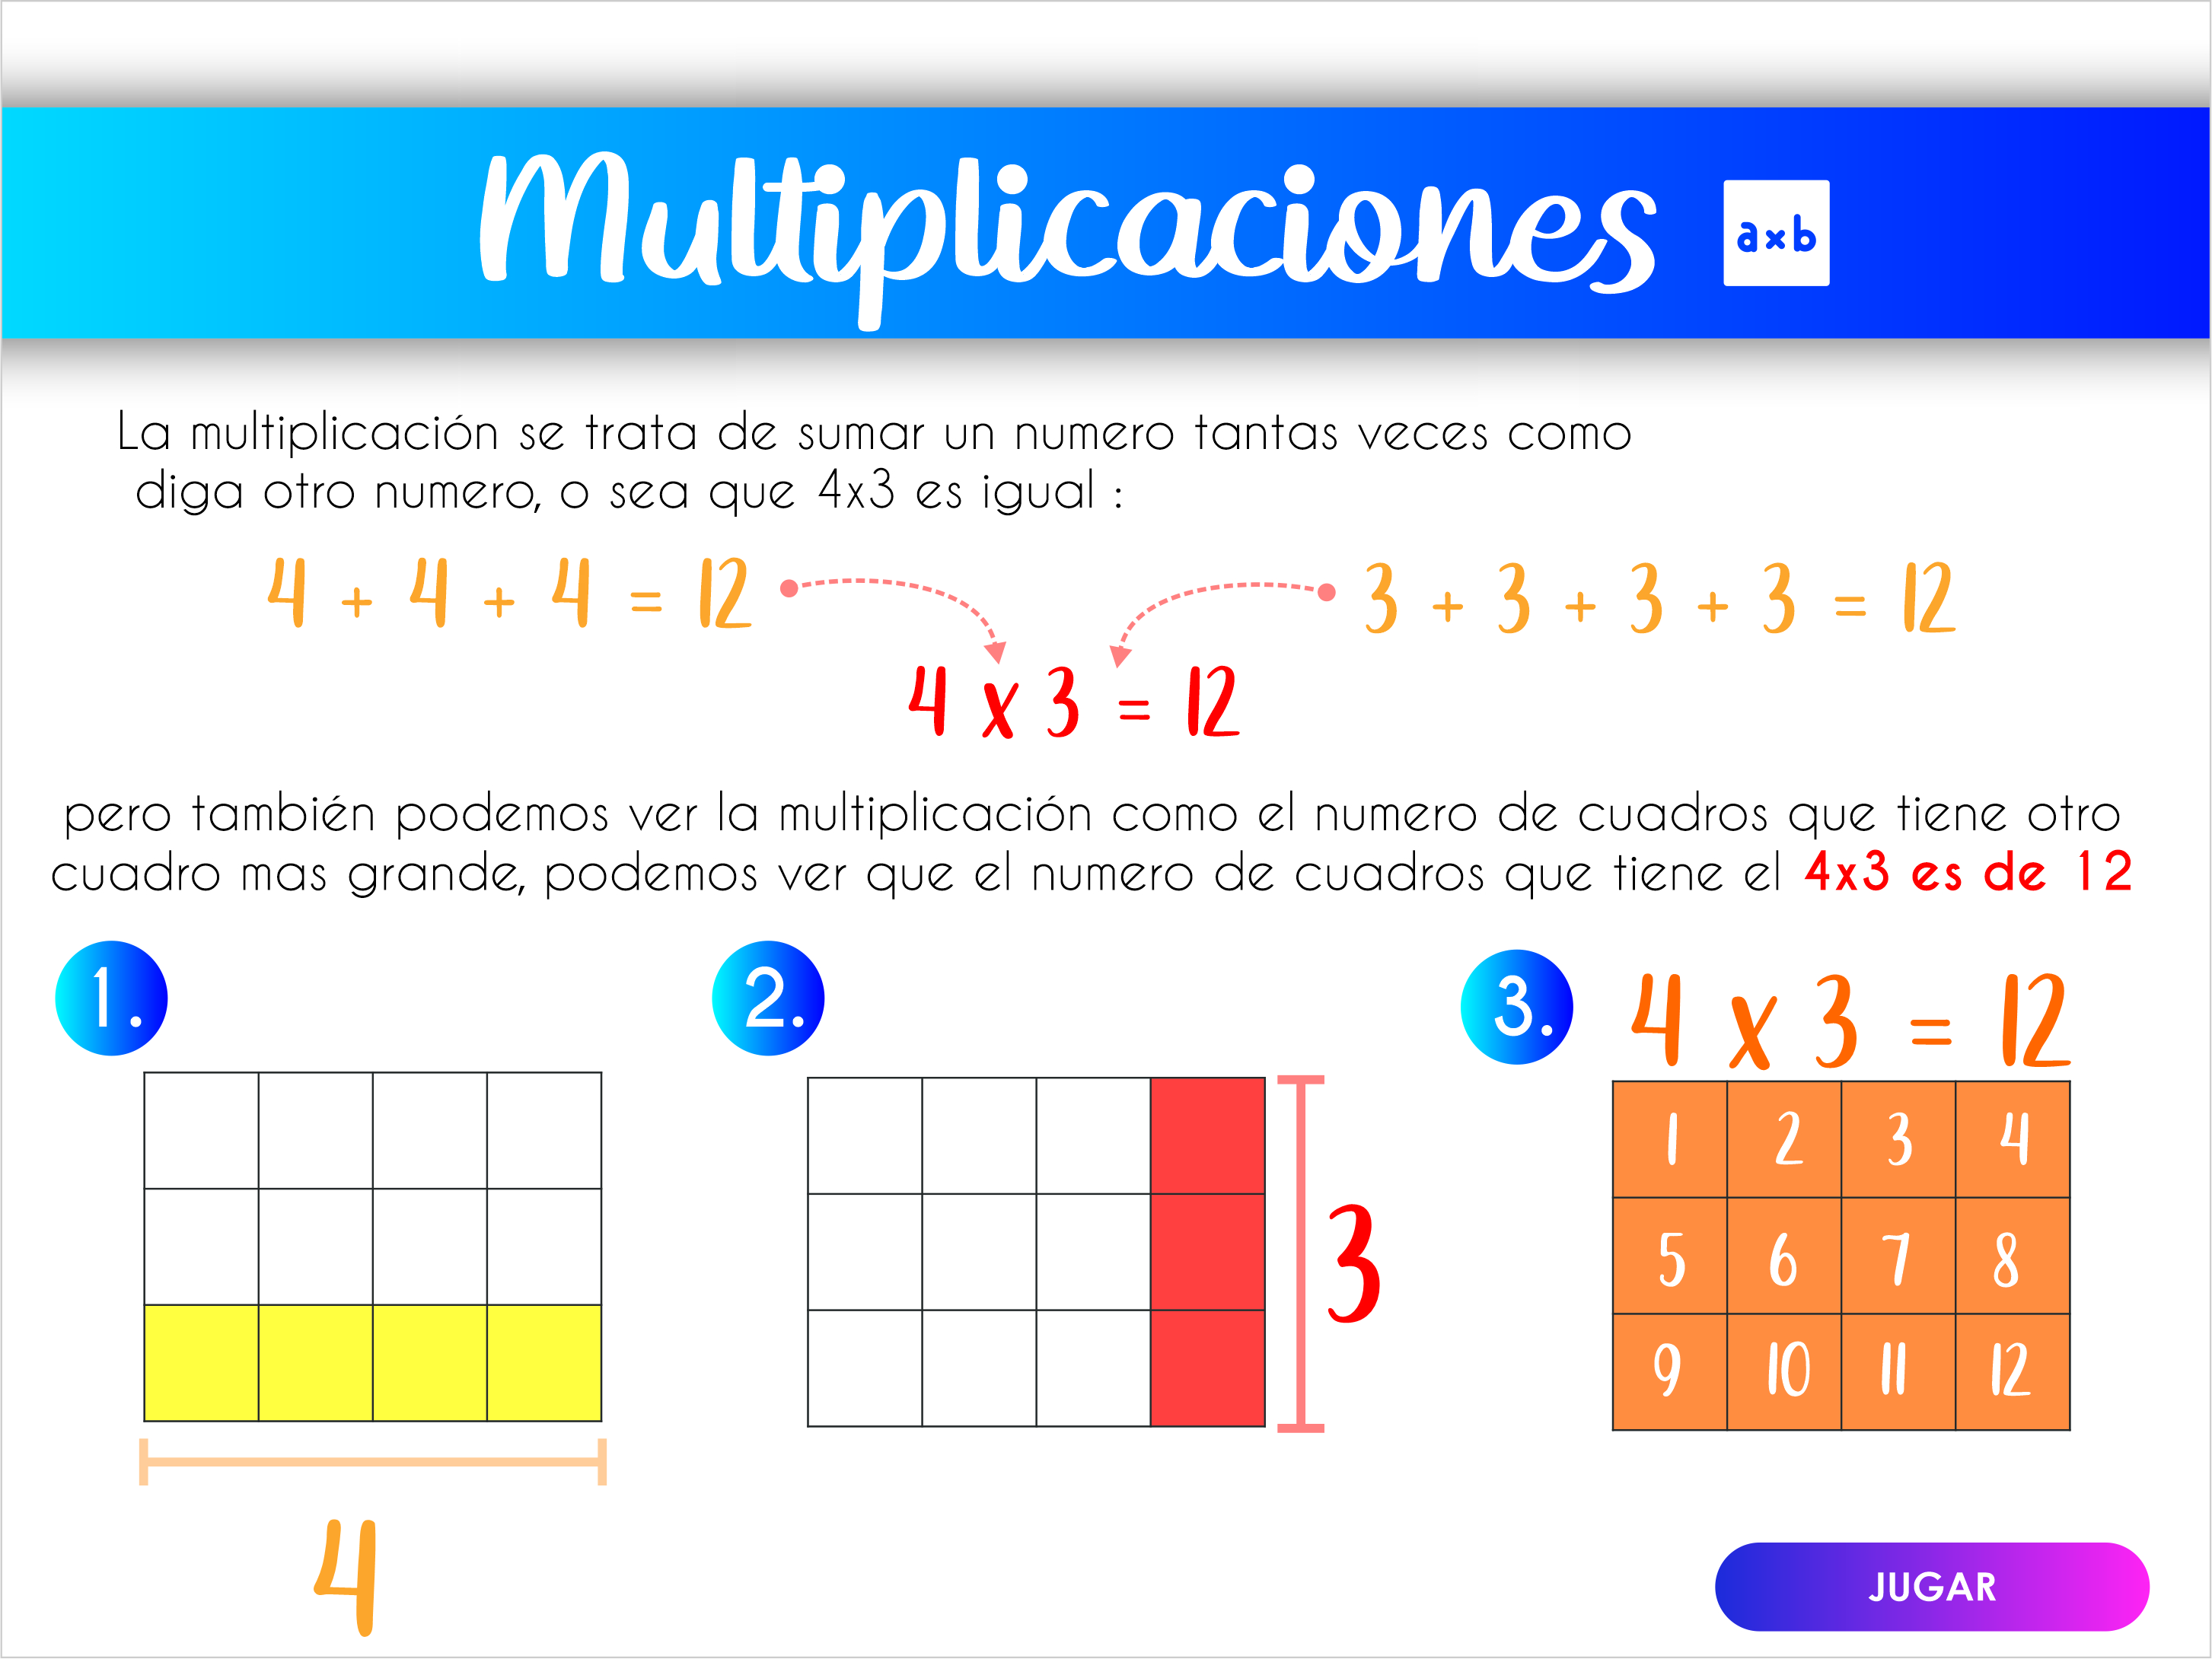 Multiplicaciones
axb
La multiplicación se trata de sumar un numero tantas veces como
diga otro numero, o sea que 4x3 es igual :
4 + 4 + 4 = 12
3 + 3 + 3 + 3 = 12
4 x 3 = 12
pero también podemos ver la multiplicación como el numero de cuadros que tiene otro
cuadro mas grande, podemos ver que el numero de cuadros que tiene el 4x3 es de 12
1.
4
2.
3
3.
4 x 3 = 12
1 2 3 4
5 6 7 8
9 10 11 12
JUGAR